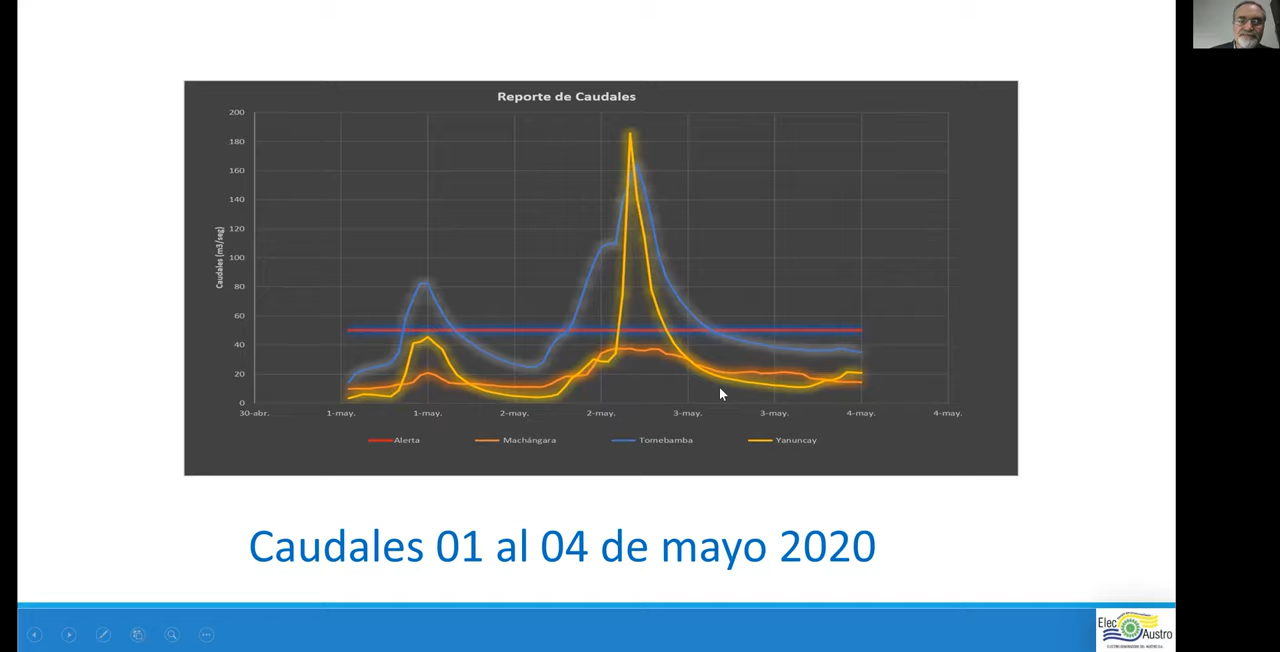 Reporte de Caudales
200
180
160
140
120
100
80
60
40
20
0
Caudales (m3/seg)
30-abr. 1-may. 1-may. 2-may. 2-may. 3-may. 3-may. 4-may. 4-may.
Alerta Machángara Tomebamba Yanuncay
Caudales 01 al 04 de mayo 2020
Elec
Austro